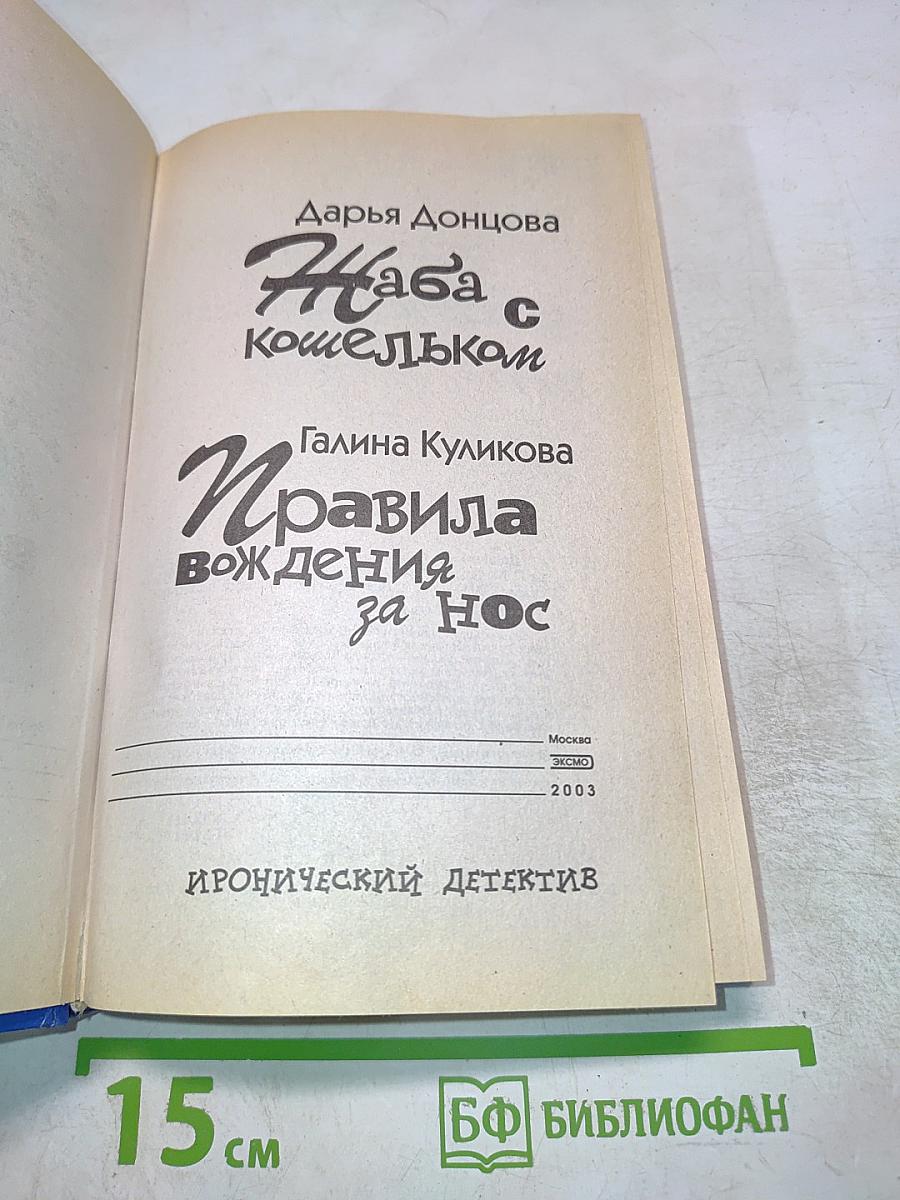 Дарья Донцова
Жаба с
кошельком
Галина Куликова
Правила
вождения
за нос
Москва
ЭКСМО
2003
ИРОНИЧЕСКИЙ ДЕТЕКТИВ
15 см
БФ БИБЛИОФАН